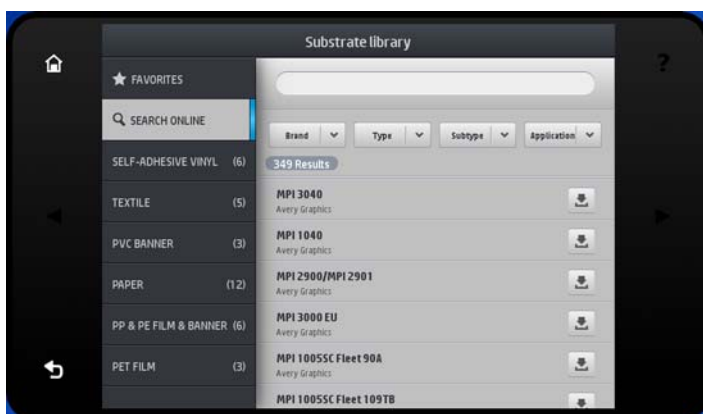 Substrate library
?
FAVORITES
SEARCH ONLINE
SELF-ADHESIVE VINYL (6)
TEXTILE (5)
PVC BANNER (3)
PAPER (12)
PP & PE FILM & BANNER (6)
PET FILM (3)
Brand Type Subtype Application
349 Results
MPI 3040
Avery Graphics
MPI 1040
Avery Graphics
MPI 2900/MPI 2901
Avery Graphics
MPI 3000 EU
Avery Graphics
MPI 1005SC Fleet 90A
Avery Graphics
MPI 1005SC Fleet 109TB